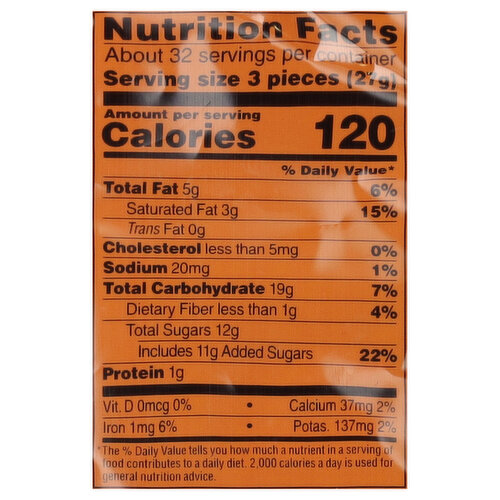 Nutrition Facts
About 32 servings per container
Serving size 3 pieces (27g)
Amount per serving
Calories 120
% Daily Value*
Total Fat 5g 6%
Saturated Fat 3g 15%
Trans Fat 0g
Cholesterol less than 5mg 0%
Sodium 20mg 1%
Total Carbohydrate 19g 7%
Dietary Fiber less than 1g 4%
Total Sugars 12g
Includes 11g Added Sugars 22%
Protein 1g
Vit. D 0mcg 0% • Calcium 37mg 2%
Iron 1mg 6% • Potas. 137mg 2%
*The % Daily Value tells you how much a nutrient in a serving of
food contributes to a daily diet. 2,000 calories a day is used for
general nutrition advice.